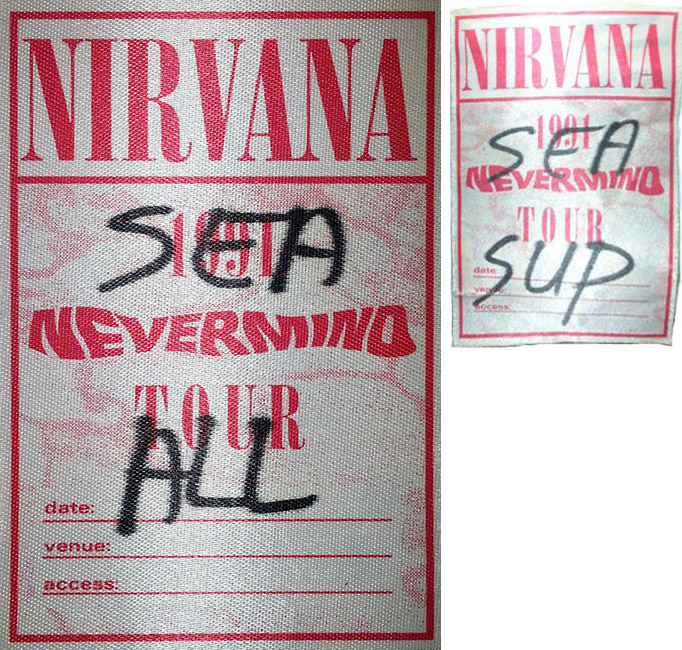 NIRVANA
1991
SEA
NEVERMIND
TOUR
ALL
date:
venue:
access:
NIRVANA
1991
SEA
NEVERMIND
TOUR
SUP
date:
venue:
access: